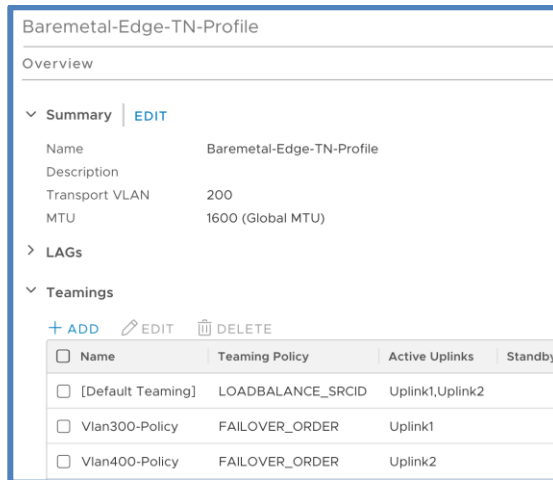 Baremetal-Edge-TN-Profile
Overview
Summary EDIT
Name Baremetal-Edge-TN-Profile
Description
Transport VLAN 200
MTU 1600 (Global MTU)
LAGs
Teamings
+ ADD EDIT DELETE
Name Teaming Policy Active Uplinks Standby
[Default Teaming] LOADBALANCE_SRCID Uplink1,Uplink2
Vlan300-Policy FAILOVER_ORDER Uplink1
Vlan400-Policy FAILOVER_ORDER Uplink2